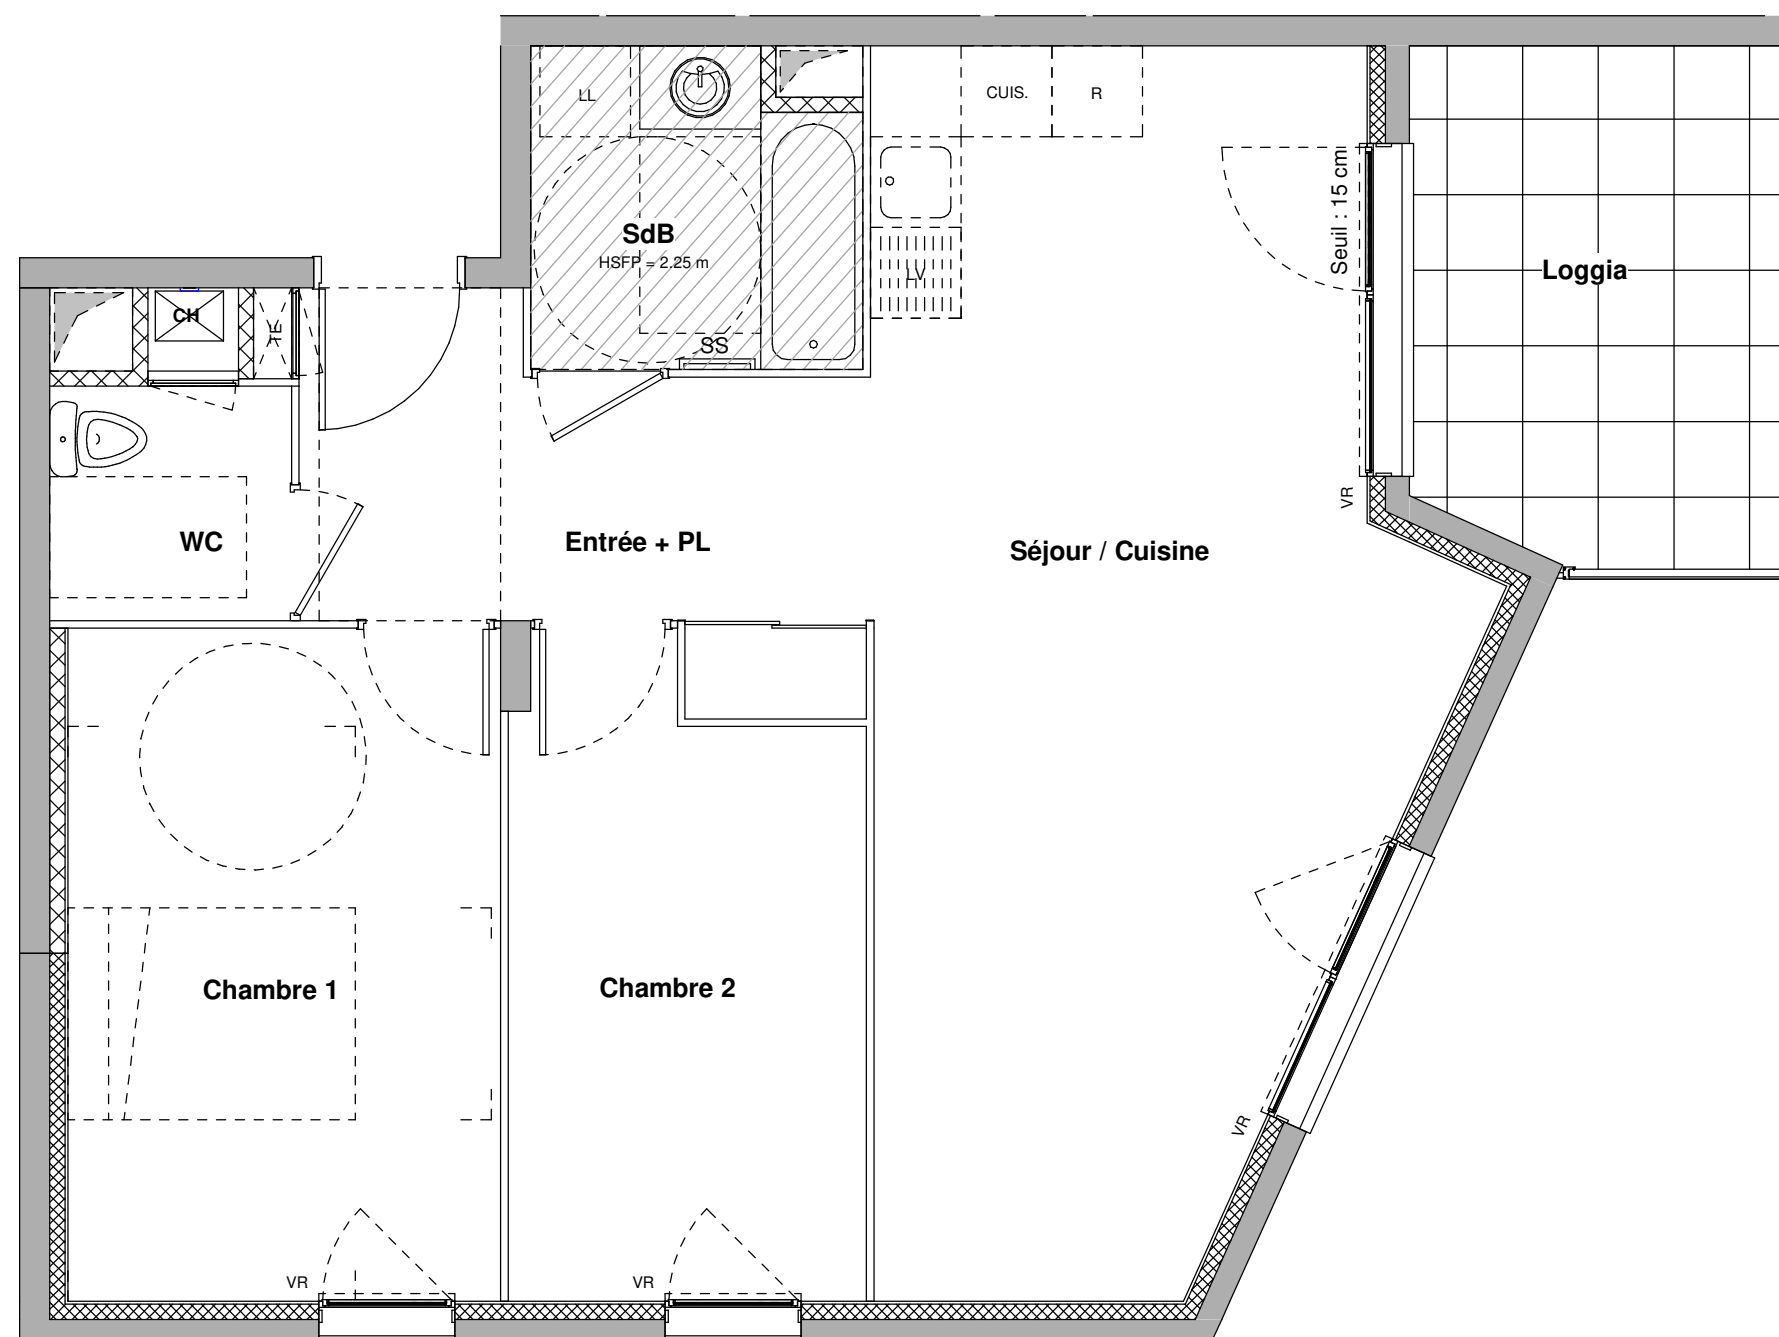 LL
CUIS.
R
Seuil : 15 cm
SdB
HSFP = 2.25 m
LV
Loggia
CH
TE
SS
VR
WC
Entrée + PL
Séjour / Cuisine
Chambre 1
Chambre 2
VR
VR
VR